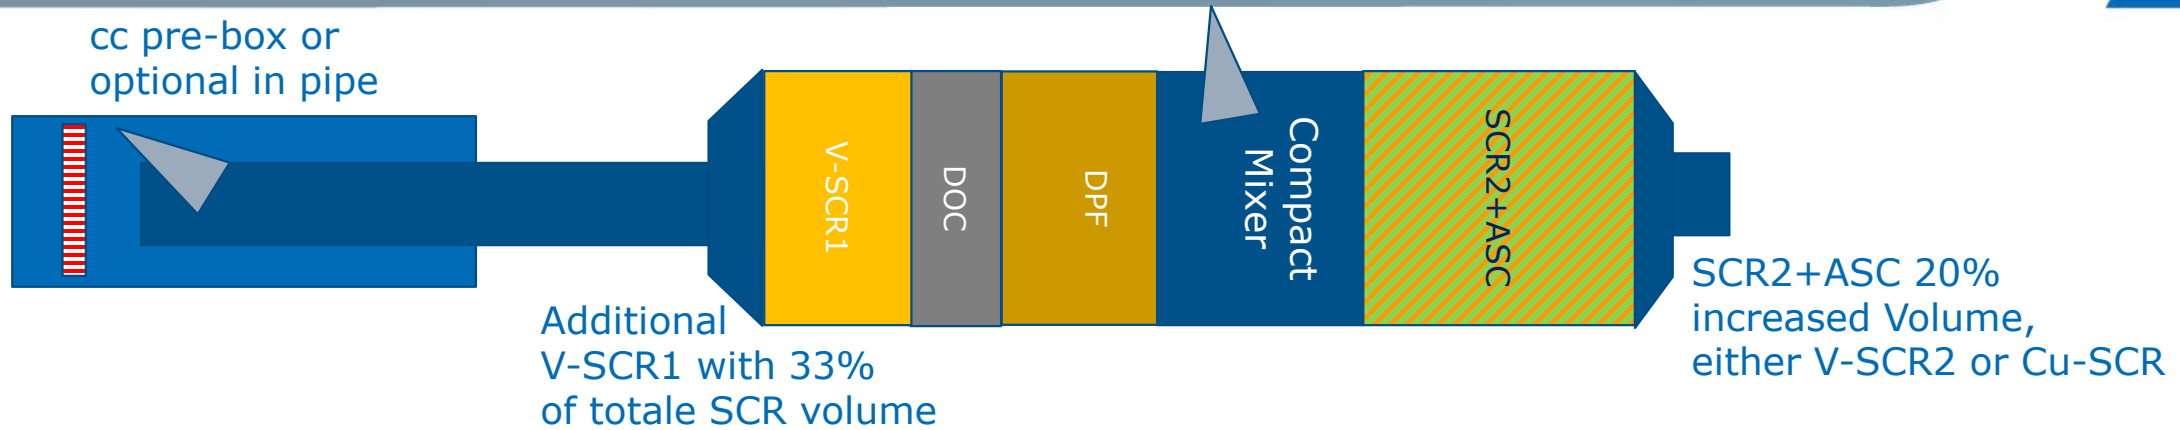 cc pre-box or
optional in pipe
V-SCR1
DOC
DPF
Compact
Mixer
SCR2+ASC
Additional
V-SCR1 with 33%
of totale SCR volume
SCR2+ASC 20%
increased Volume,
either V-SCR2 or Cu-SCR